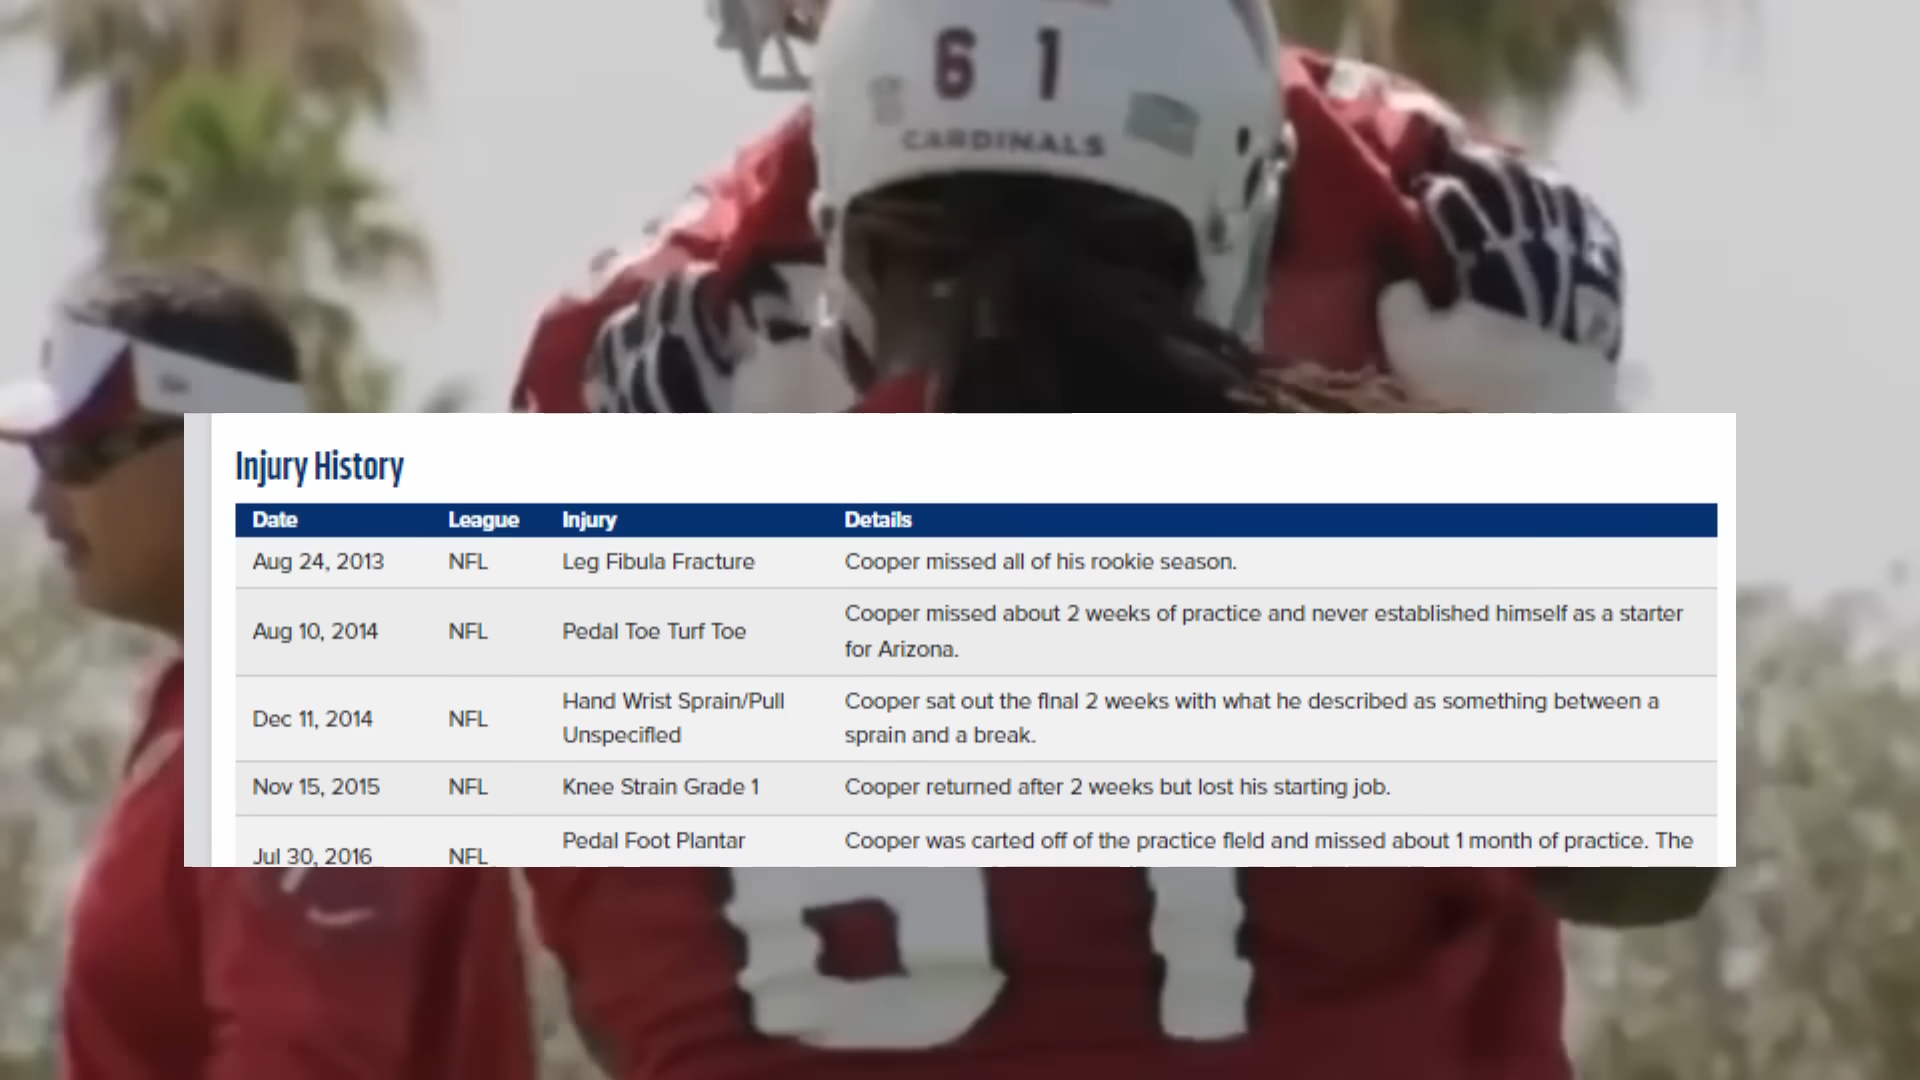 6 1
CARDINALS
Injury History
Date League Injury Details
Aug 24, 2013 NFL Leg Fibula Fracture Cooper missed all of his rookie season.
Aug 10, 2014 NFL Pedal Toe Turf Toe Cooper missed about 2 weeks of practice and never established himself as a starter
for Arizona.
Dec 11, 2014 NFL Hand Wrist Sprain/Pull Cooper sat out the final 2 weeks with what he described as something between a
Unspecified sprain and a break.
Nov 15, 2015 NFL Knee Strain Grade 1 Cooper returned after 2 weeks but lost his starting job.
Jul 30, 2016 NFL Pedal Foot Plantar Cooper was carted off of the practice field and missed about 1 month of practice. The
61